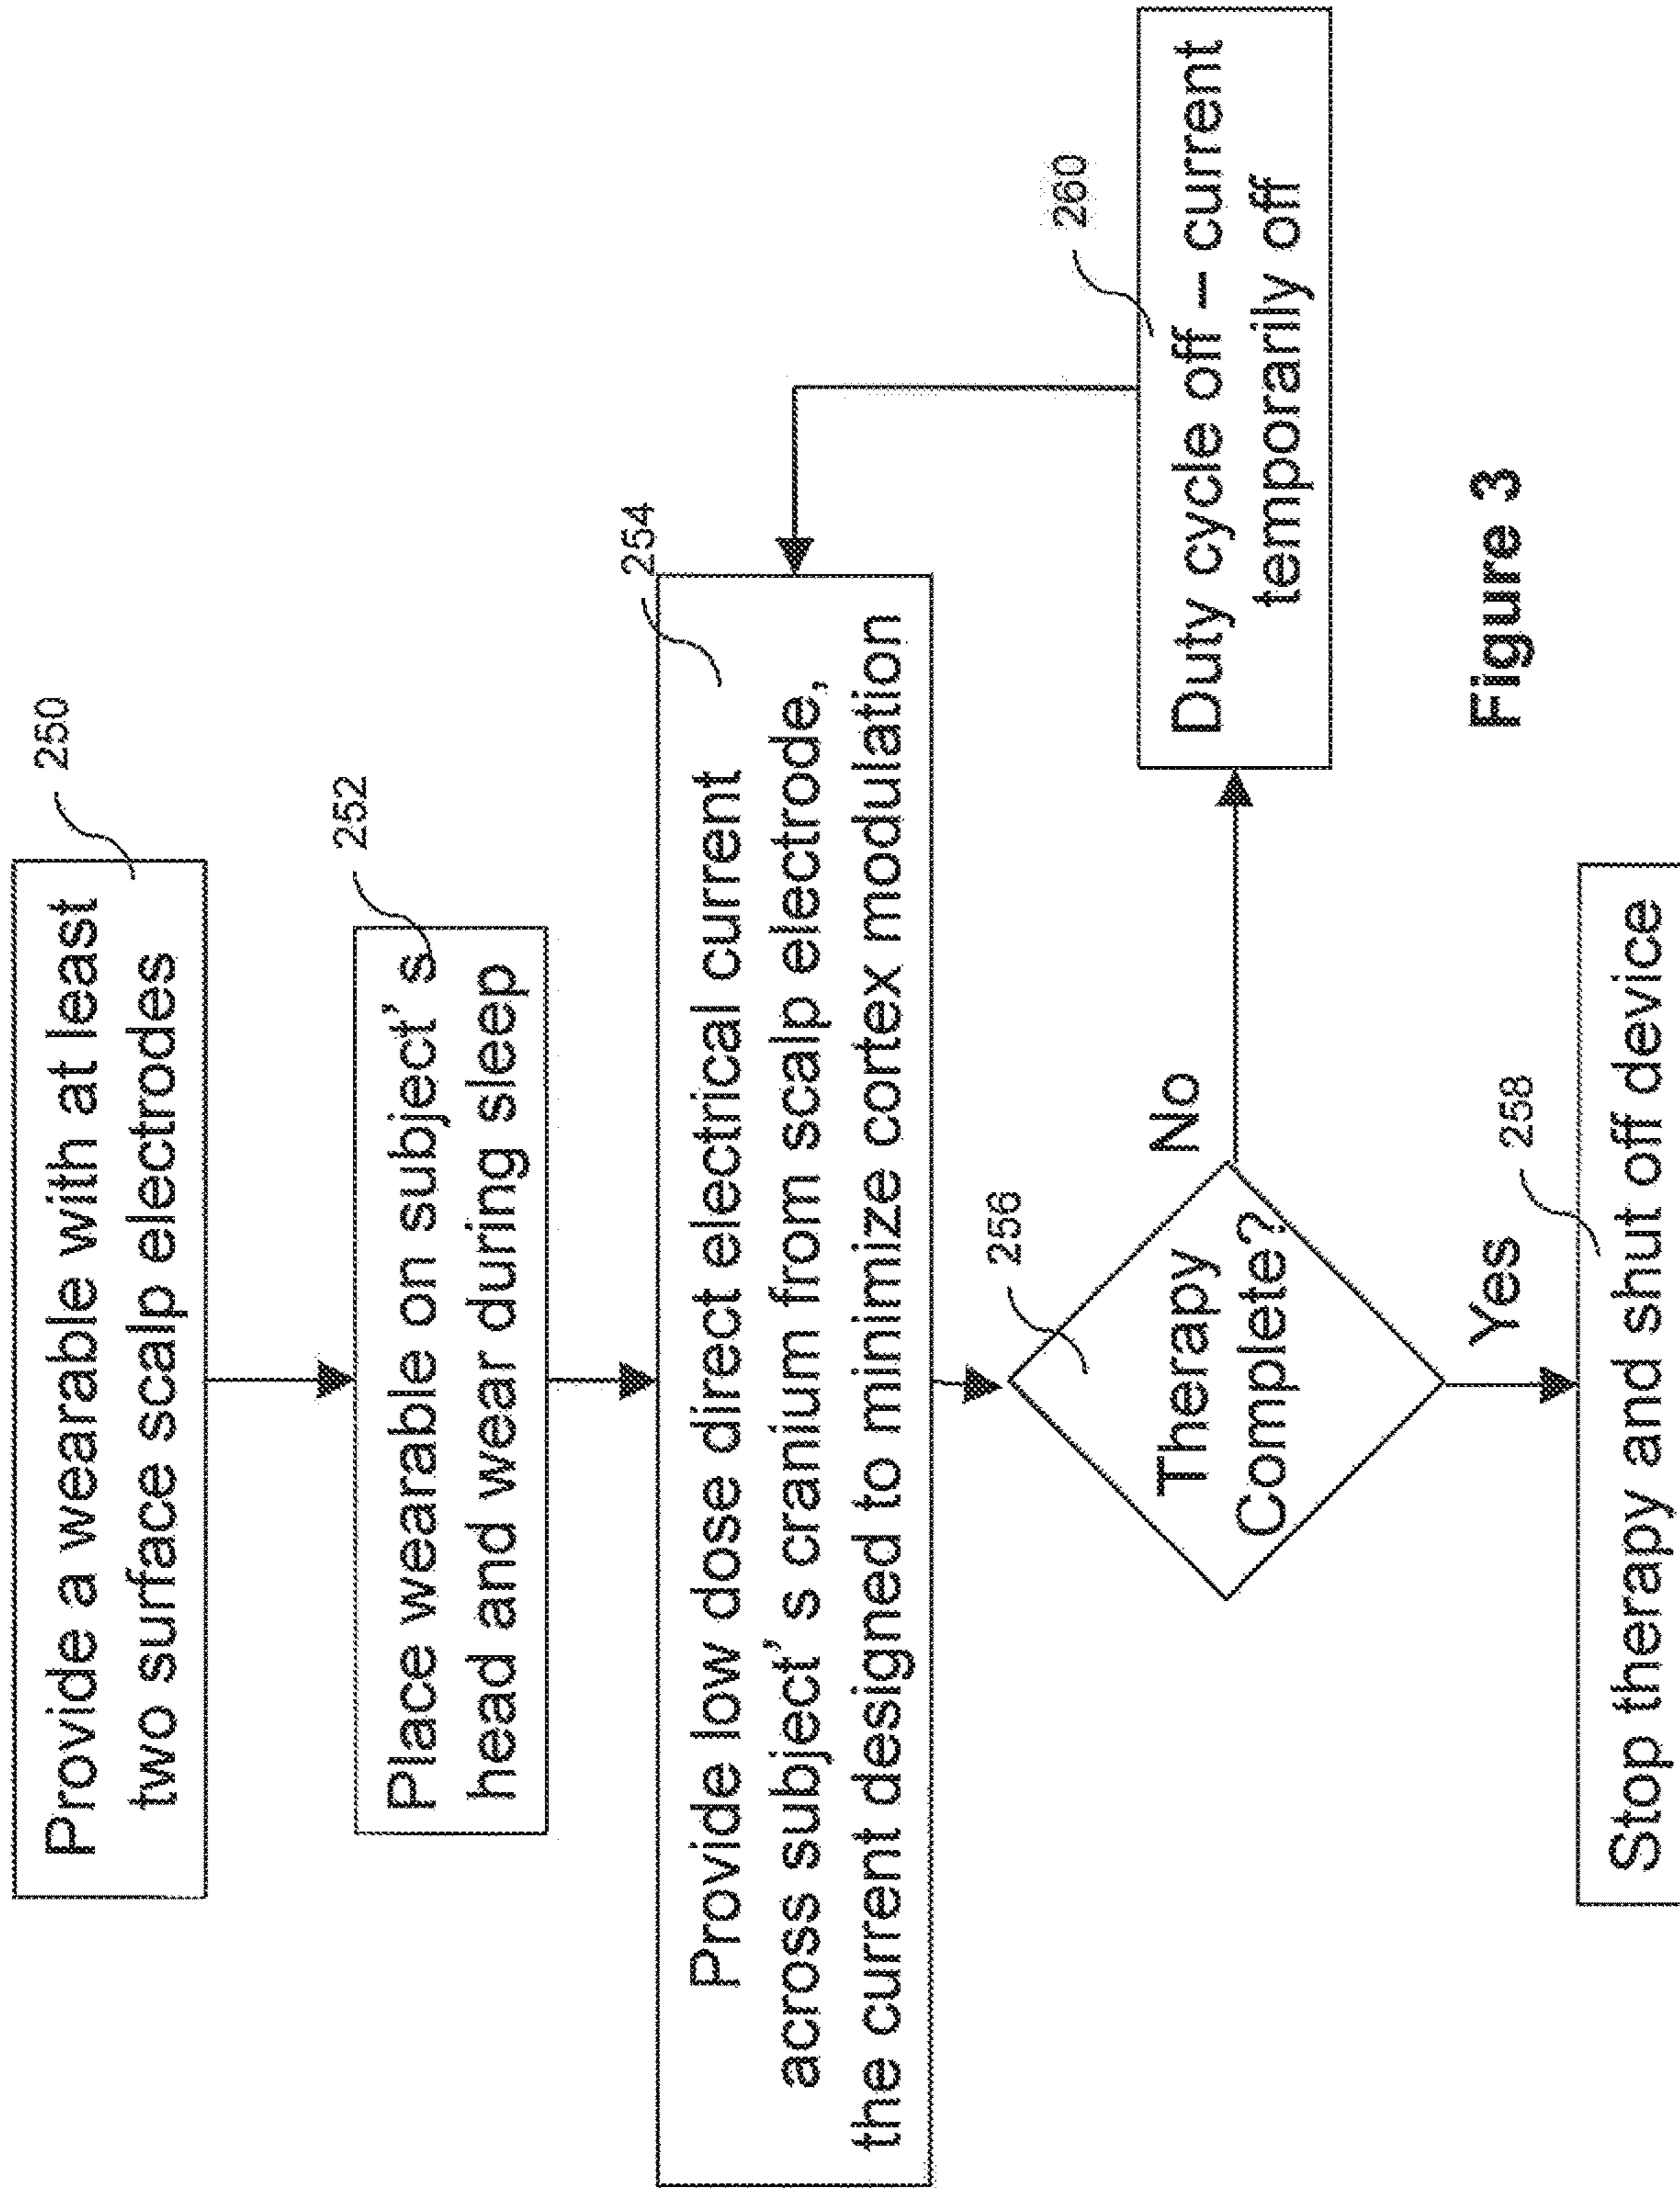 250
Provide a wearable with at least
two surface scalp electrodes
252
Place wearable on subject's
head and wear during sleep
254
Provide low dose direct electrical current
across subject's cranium from scalp electrode,
the current designed to minimize cortex modulation
256
Therapy
Complete?
No
260
Duty cycle off – current
temporarily off
Yes
258
Stop therapy and shut off device
Figure 3